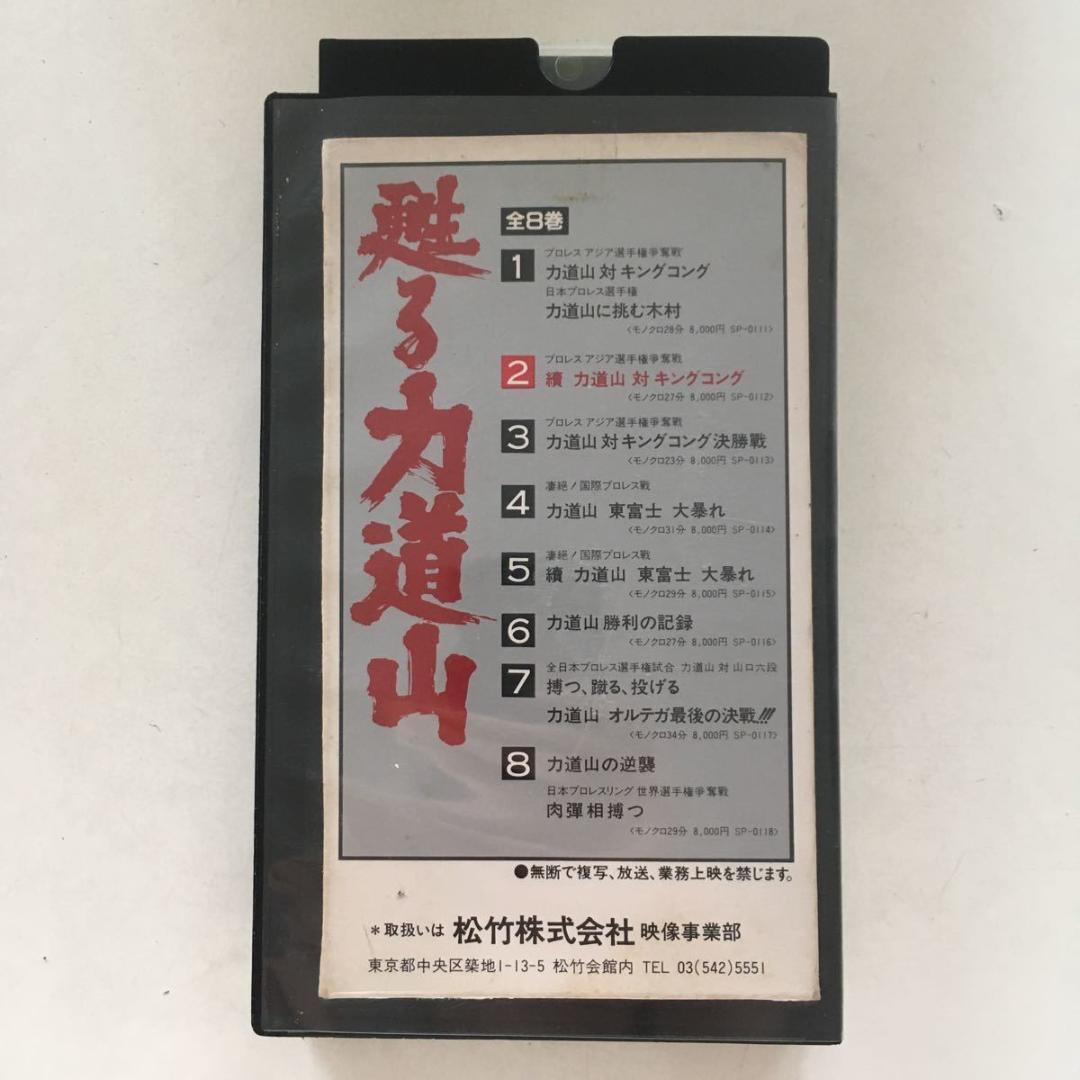 甦る力道山
全8巻
1
プロレス アジア選手権爭奪戰
力道山 対 キングコング
日本プロレス選手権
力道山に挑む木村
〈モノクロ28分 8,000円 SP-0111〉
2
プロレス アジア選手権爭奪戰
續 力道山 対 キングコング
〈モノクロ27分 8,000円 SP-0112〉
3
プロレス アジア選手権爭奪戰
力道山 対 キングコング 決勝戰
〈モノクロ23分 8,000円 SP-0113〉
4
凄絶!国際プロレス戦
力道山 東富士 大暴れ
〈モノクロ31分 8,000円 SP-0114〉
5
凄絶!国際プロレス戦
續 力道山 東富士 大暴れ
〈モノクロ29分 8,000円 SP-0115〉
6
力道山 勝利の記録
〈モノクロ27分 8,000円 SP-0116〉
7
全日本プロレス選手権試合 力道山 対 山口六段
搏つ、蹴る、投げる
力道山 オルテガ最後の決戰!!!
〈モノクロ34分 8,000円 SP-0117〉
8
力道山の逆襲
日本プロレスリング 世界選手権爭奪戰
肉彈相搏つ
〈モノクロ29分 8,000円 SP-0118〉
●無断で複写、放送、業務上映を禁じます。
*取扱いは 松竹株式会社 映像事業部
東京都中央区築地1-13-5 松竹会館内 TEL 03(542)5551